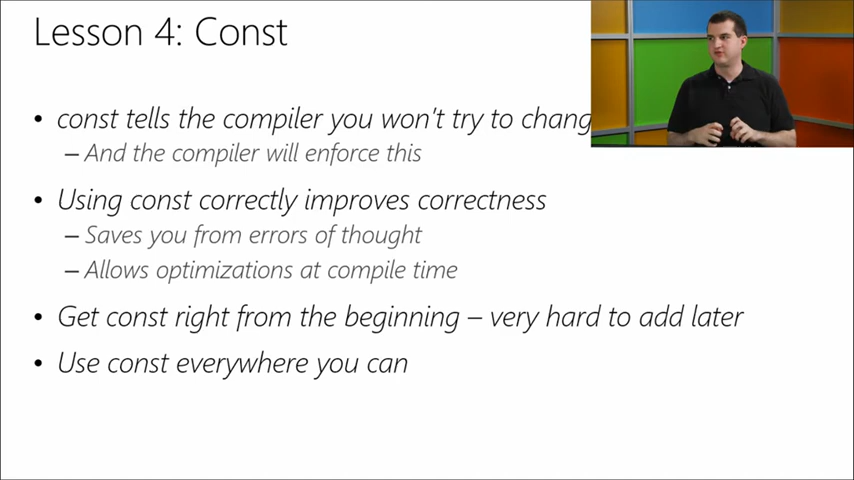 Lesson 4: Const
• const tells the compiler you won't try to chang
– And the compiler will enforce this
• Using const correctly improves correctness
– Saves you from errors of thought
– Allows optimizations at compile time
• Get const right from the beginning – very hard to add later
• Use const everywhere you can